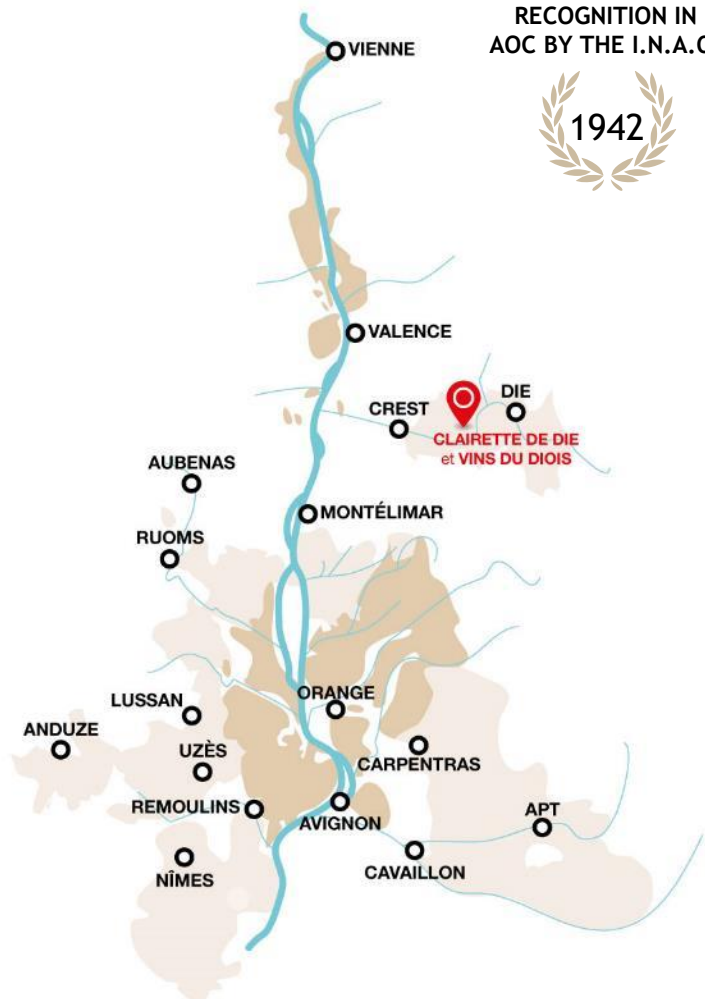 RECOGNITION IN
AOC BY THE I.N.A.O
1942
VIENNE
VALENCE
DIE
CREST
CLAIRETTE DE DIE
et VINS DU DIOIS
AUBENAS
MONTÉLIMAR
RUOMS
ORANGE
LUSSAN
ANDUZE
UZÈS
CARPENTRAS
REMOULINS
AVIGNON
APT
CAVAILLON
NÎMES